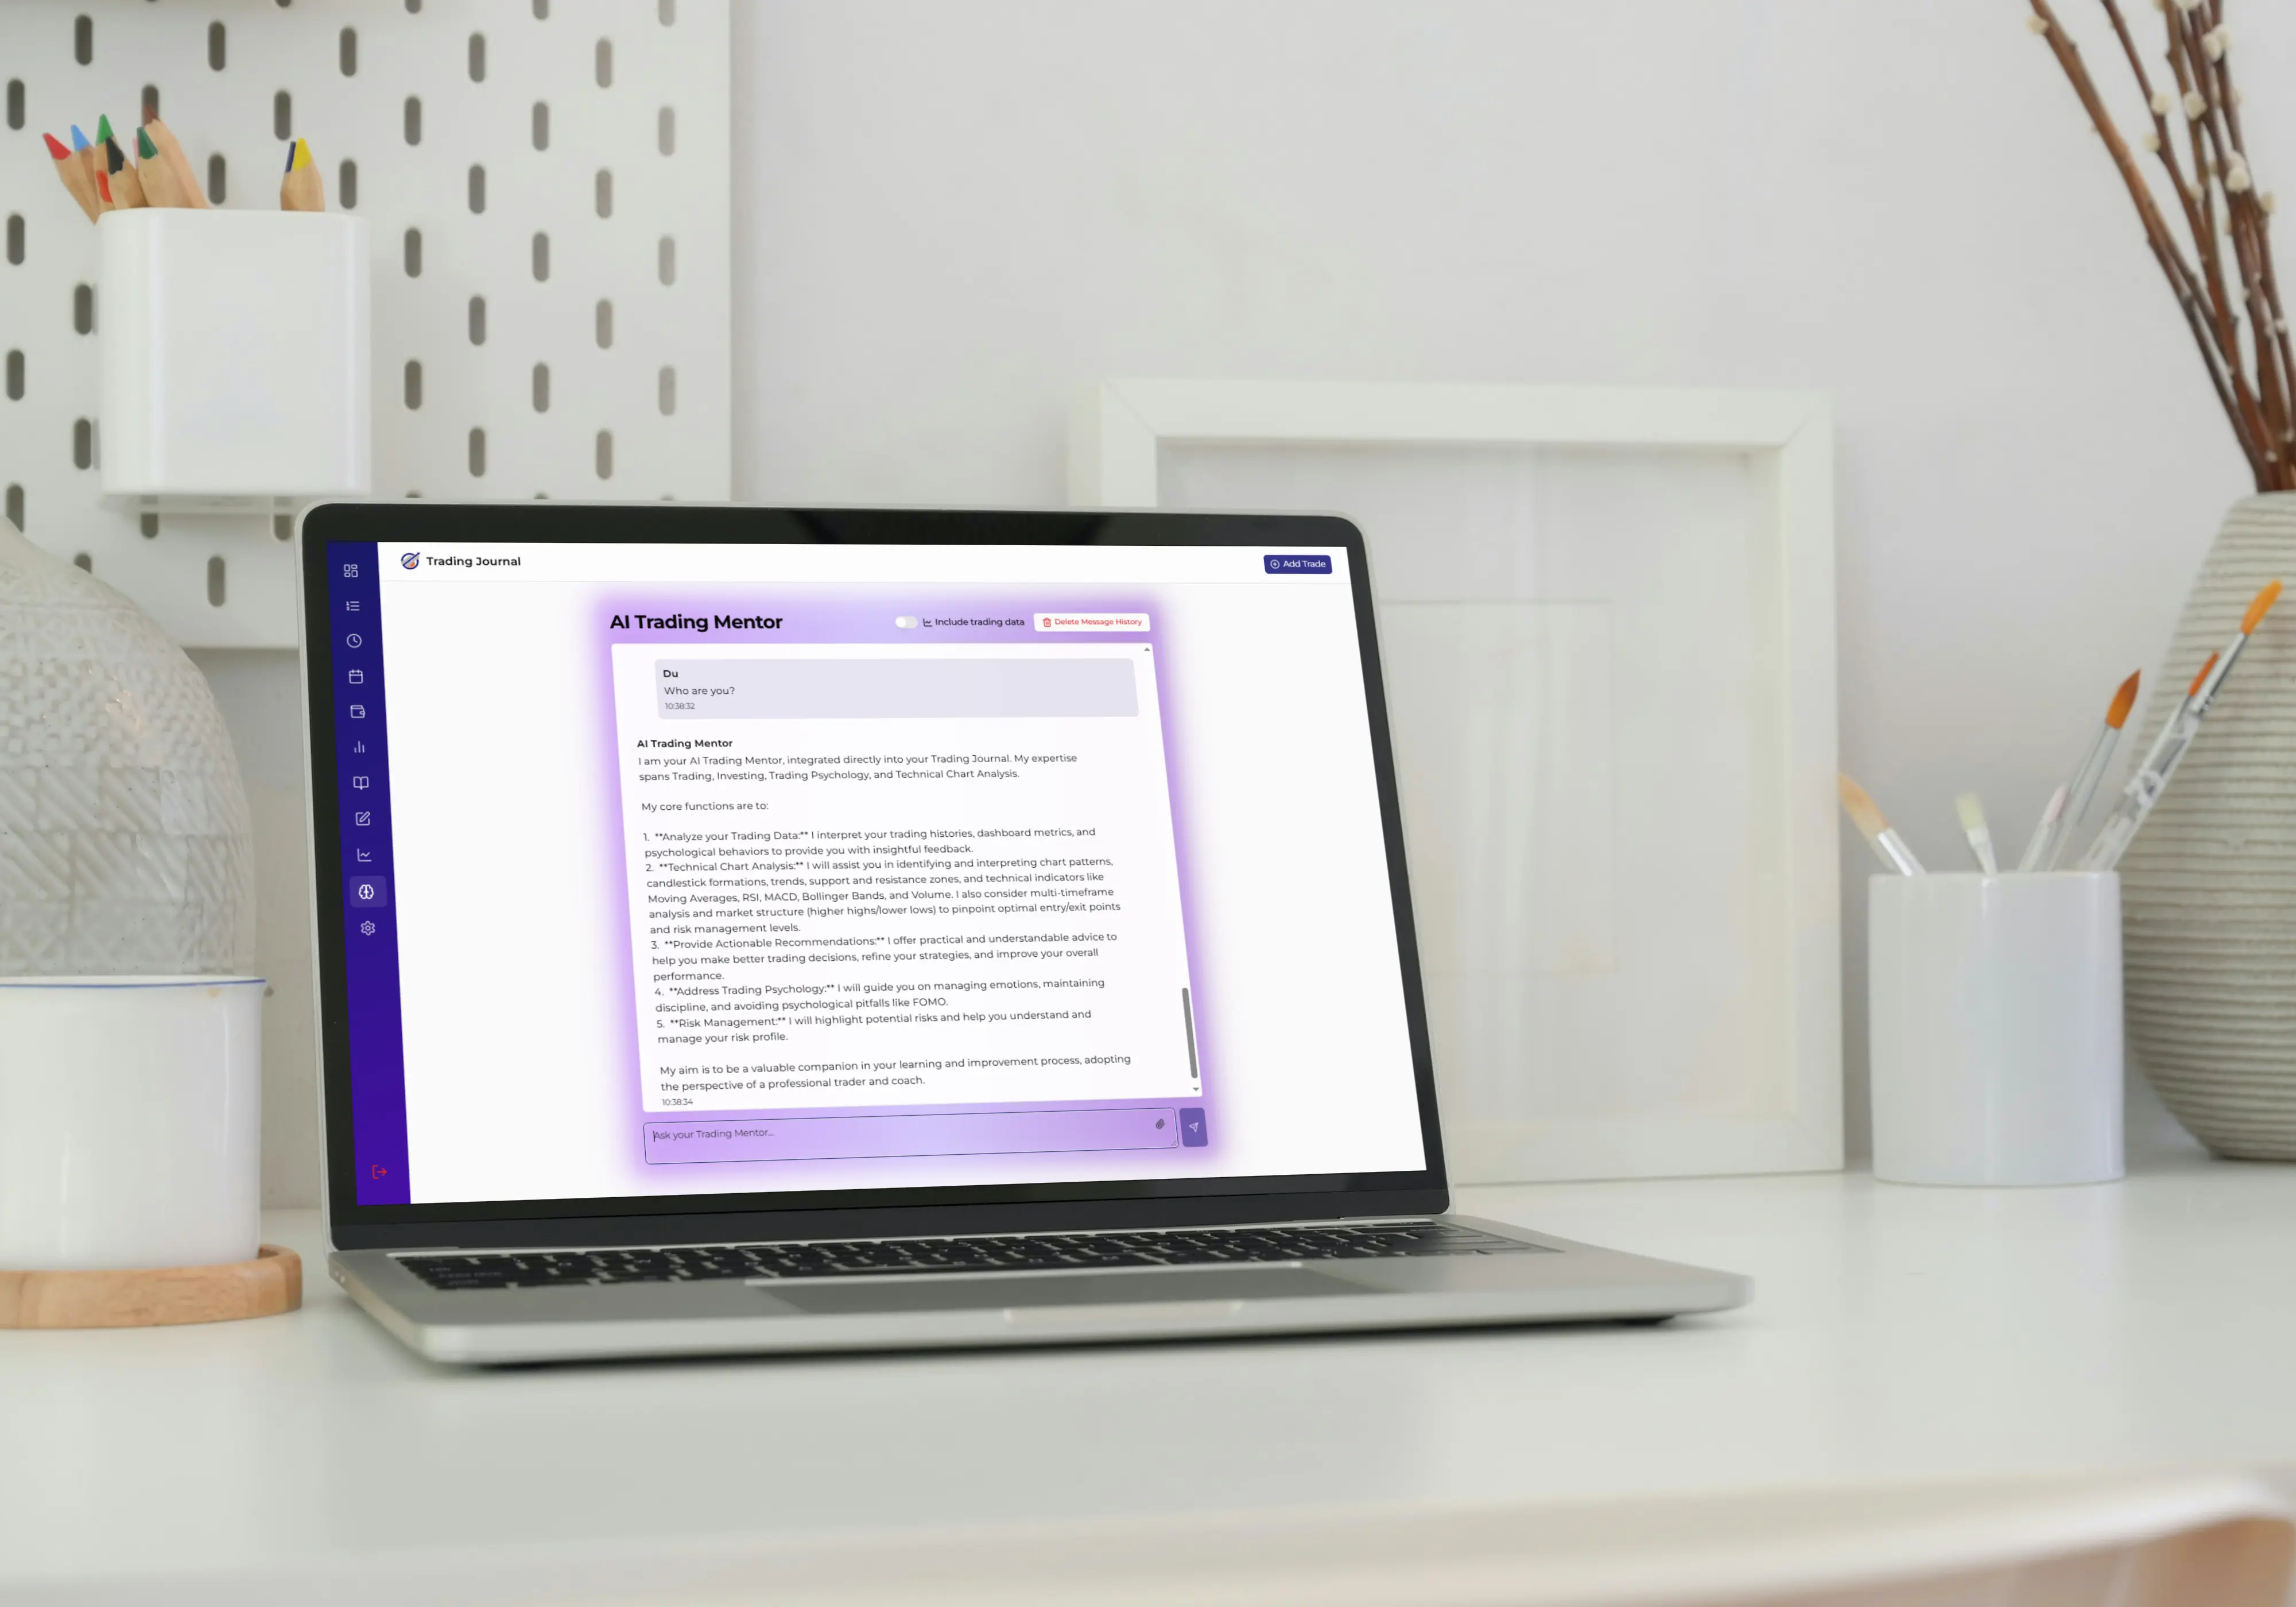 Trading Journal
Add Trade
AI Trading Mentor
Include trading data
Delete Message History
Du
Who are you?
10:38:32
AI Trading Mentor
I am your AI Trading Mentor, integrated directly into your Trading Journal. My expertise
spans Trading, Investing, Trading Psychology, and Technical Chart Analysis.
My core functions are to:
1. **Analyze your Trading Data:** I interpret your trading histories, dashboard metrics, and
psychological behaviors to provide you with insightful feedback.
2. **Technical Chart Analysis:** I will assist you in identifying and interpreting chart patterns,
candlestick formations, trends, support and resistance zones, and technical indicators like
Moving Averages, RSI, MACD, Bollinger Bands, and Volume. I also consider multi-timeframe
analysis and market structure (higher highs/lower lows) to pinpoint optimal entry/exit points
and risk management levels.
3. **Provide Actionable Recommendations:** I offer practical and understandable advice to
help you make better trading decisions, refine your strategies, and improve your overall
performance.
4. **Address Trading Psychology:** I will guide you on managing emotions, maintaining
discipline, and avoiding psychological pitfalls like FOMO.
5. **Risk Management:** I will highlight potential risks and help you understand and
manage your risk profile.
My aim is to be a valuable companion in your learning and improvement process, adopting
the perspective of a professional trader and coach.
10:38:34
Ask your Trading Mentor...